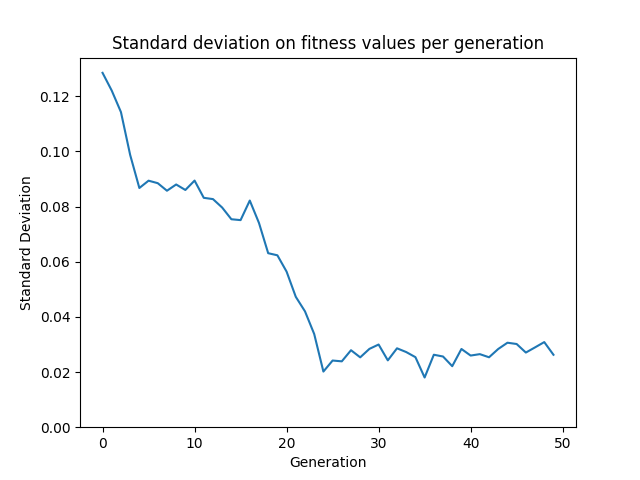 Standard deviation on fitness values per generation
0.12
0.10
0.08
0.06
0.04
0.02
0.00
Standard Deviation
0 10 20 30 40 50
Generation